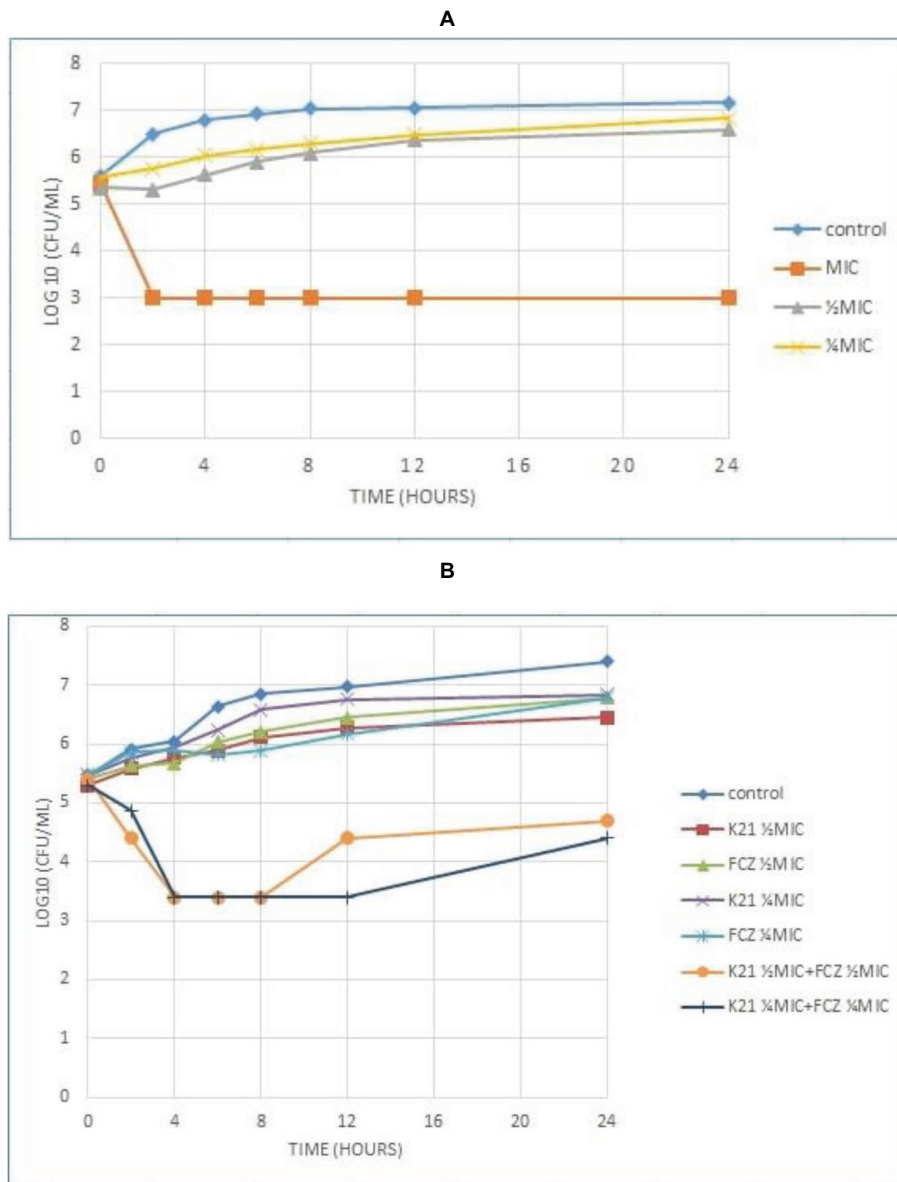 A
8
7
6
5
4
3
2
1
0
LOG 10 (CFU/ML)
0 4 8 12 16 20 24
TIME (HOURS)
control
MIC
½MIC
¼MIC
B
8
7
6
5
4
3
2
1
0
LOG10 (CFU/ML)
0 4 8 12 16 20 24
TIME (HOURS)
control
K21 ½MIC
FCZ ½MIC
K21 ¼MIC
FCZ ¼MIC
K21 ½MIC+FCZ ½MIC
K21 ¼MIC+FCZ ¼MIC